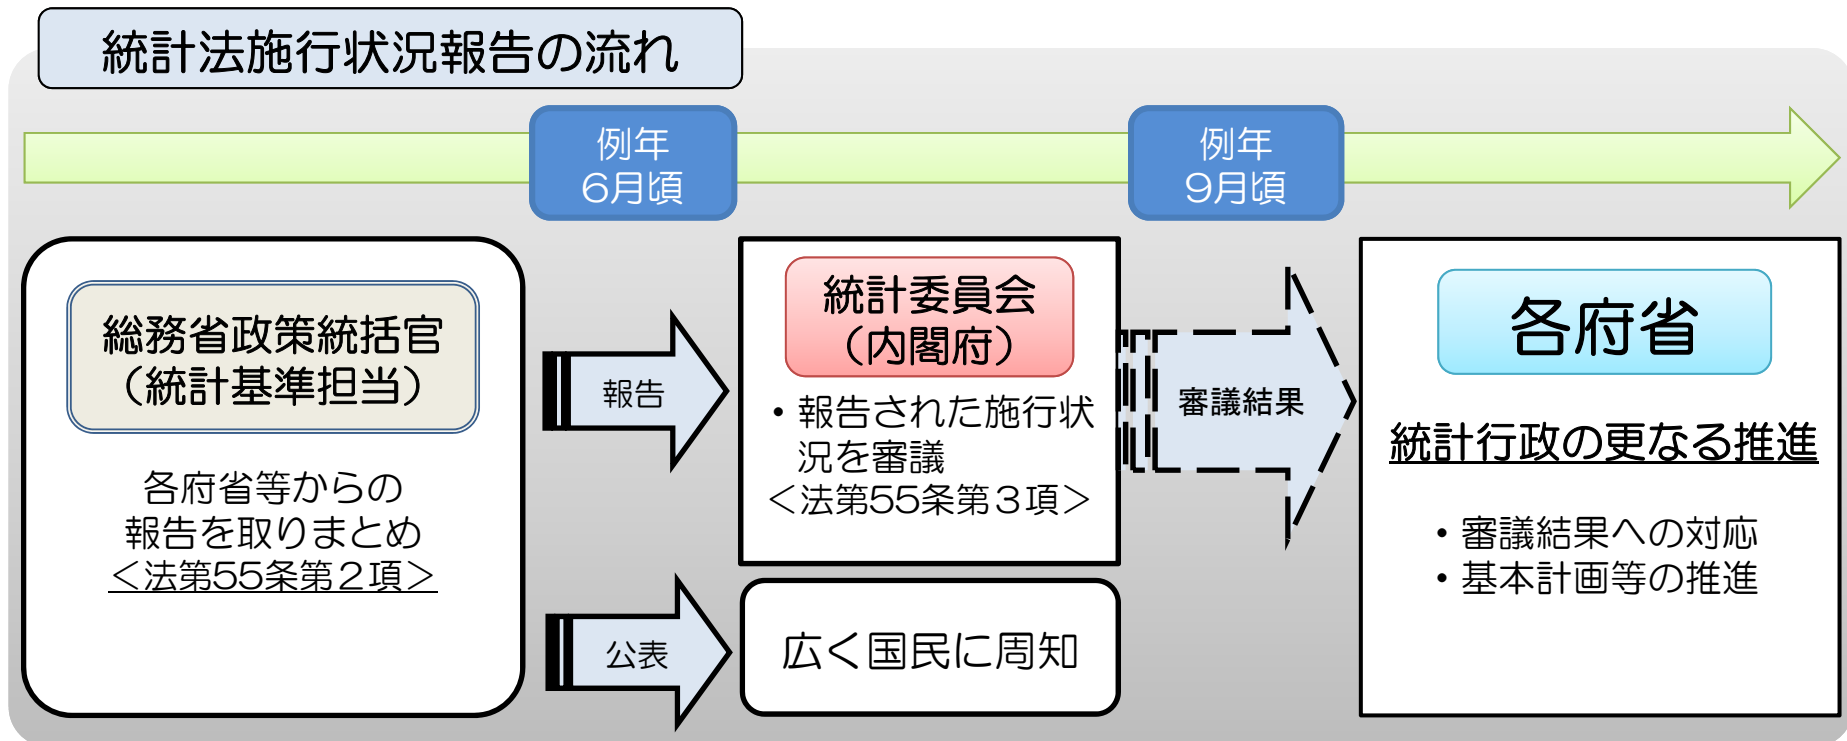 統計法施行状況報告の流れ
例年
6月頃
例年
9月頃
総務省政策統括官
（統計基準担当）
各府省等からの
報告を取りまとめ
＜法第55条第２項＞
報告
公表
統計委員会
（内閣府）
・報告された施行状
況を審議
＜法第55条第３項＞
広く国民に周知
審議結果
各府省
統計行政の更なる推進
・審議結果への対応
・基本計画等の推進